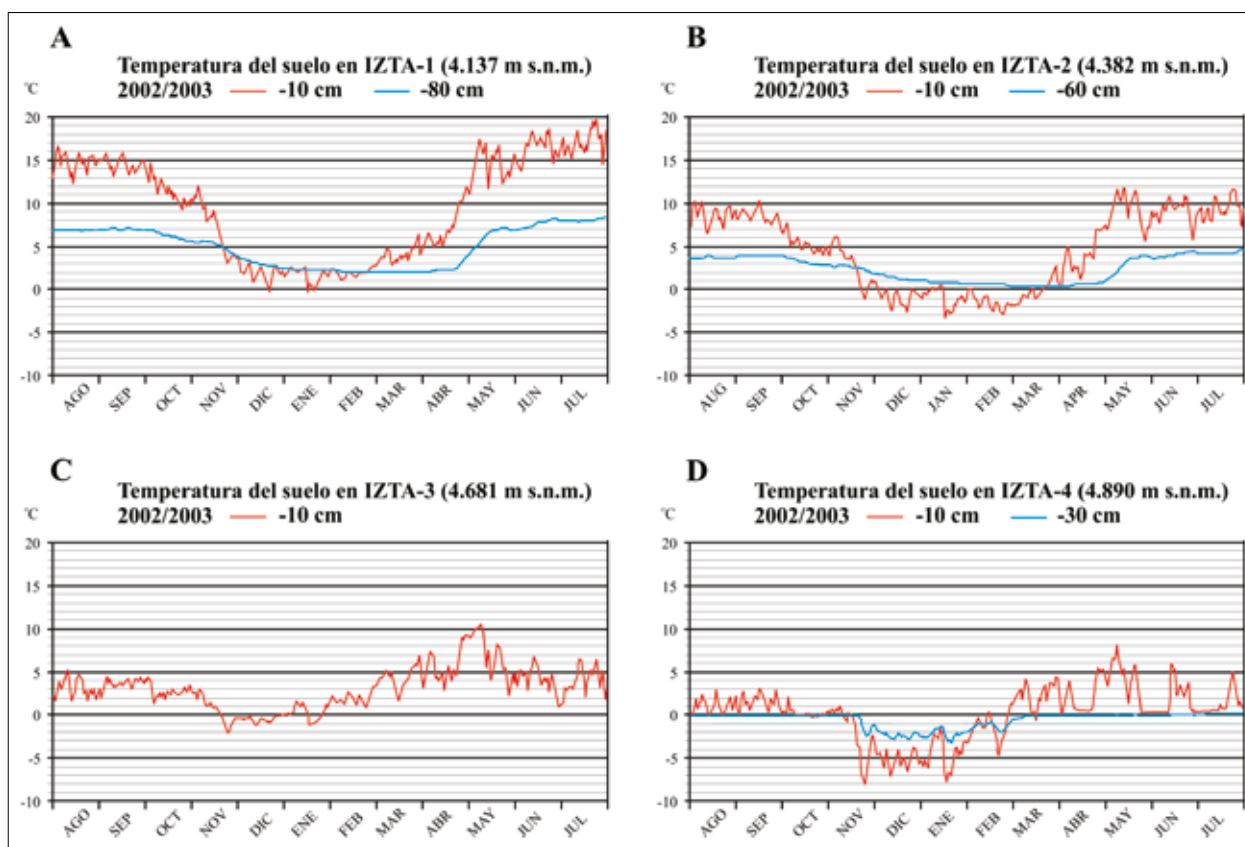 A
Temperatura del suelo en IZTA-1 (4.137 m s.n.m.)
°C
2002/2003 -10 cm -80 cm
20
15
10
5
0
-5
-10
AGO SEP OCT NOV DIC ENE FEB MAR ABR MAY JUN JUL
B
Temperatura del suelo en IZTA-2 (4.382 m s.n.m.)
°C
2002/2003 -10 cm -60 cm
20
15
10
5
0
-5
-10
AUG SEP OCT NOV DIC JAN FEB MAR APR MAY JUN JUL
C
Temperatura del suelo en IZTA-3 (4.681 m s.n.m.)
°C
2002/2003 -10 cm
20
15
10
5
0
-5
-10
AGO SEP OCT NOV DIC ENE FEB MAR ABR MAY JUN JUL
D
Temperatura del suelo en IZTA-4 (4.890 m s.n.m.)
°C
2002/2003 -10 cm -30 cm
20
15
10
5
0
-5
-10
AGO SEP OCT NOV DIC ENE FEB MAR ABR MAY JUN JUL